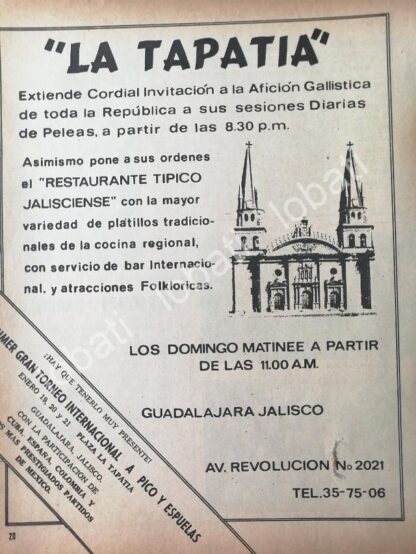 "LA TAPATIA"
Extiende Cordial Invitación a la Afición Gallistica
de toda la República a sus sesiones Diarias
de Peleas, a partir de las 8.30 p.m.
Asimismo pone a sus ordenes
el "RESTAURANTE TIPICO
JALISCIENSE" con la mayor
variedad de platillos tradicio-
nales de la cocina regional,
con servicio de bar Internacio-
nal, y atracciones Folkloricas.
LOS DOMINGO MATINEE A PARTIR
DE LAS 11.00 A.M.
GUADALAJARA JALISCO
AV. REVOLUCION No 2021
TEL. 35-75-06
¡HAY QUE TENERLO MUY PRESENTE!
PRIMER GRAN TORNEO INTERNACIONAL A PICO Y ESPUELAS
ENERO 19, 20 y 21 PLAZA LA TAPATIA
GUADALAJARA, JALISCO.
CON LA PARTICIPACION DE
CUBA, ESPAÑA, COLOMBIA Y
MAS PRESTIGIADOS PARTIDOS
DE MEXICO.
20
lobati lobati lobati